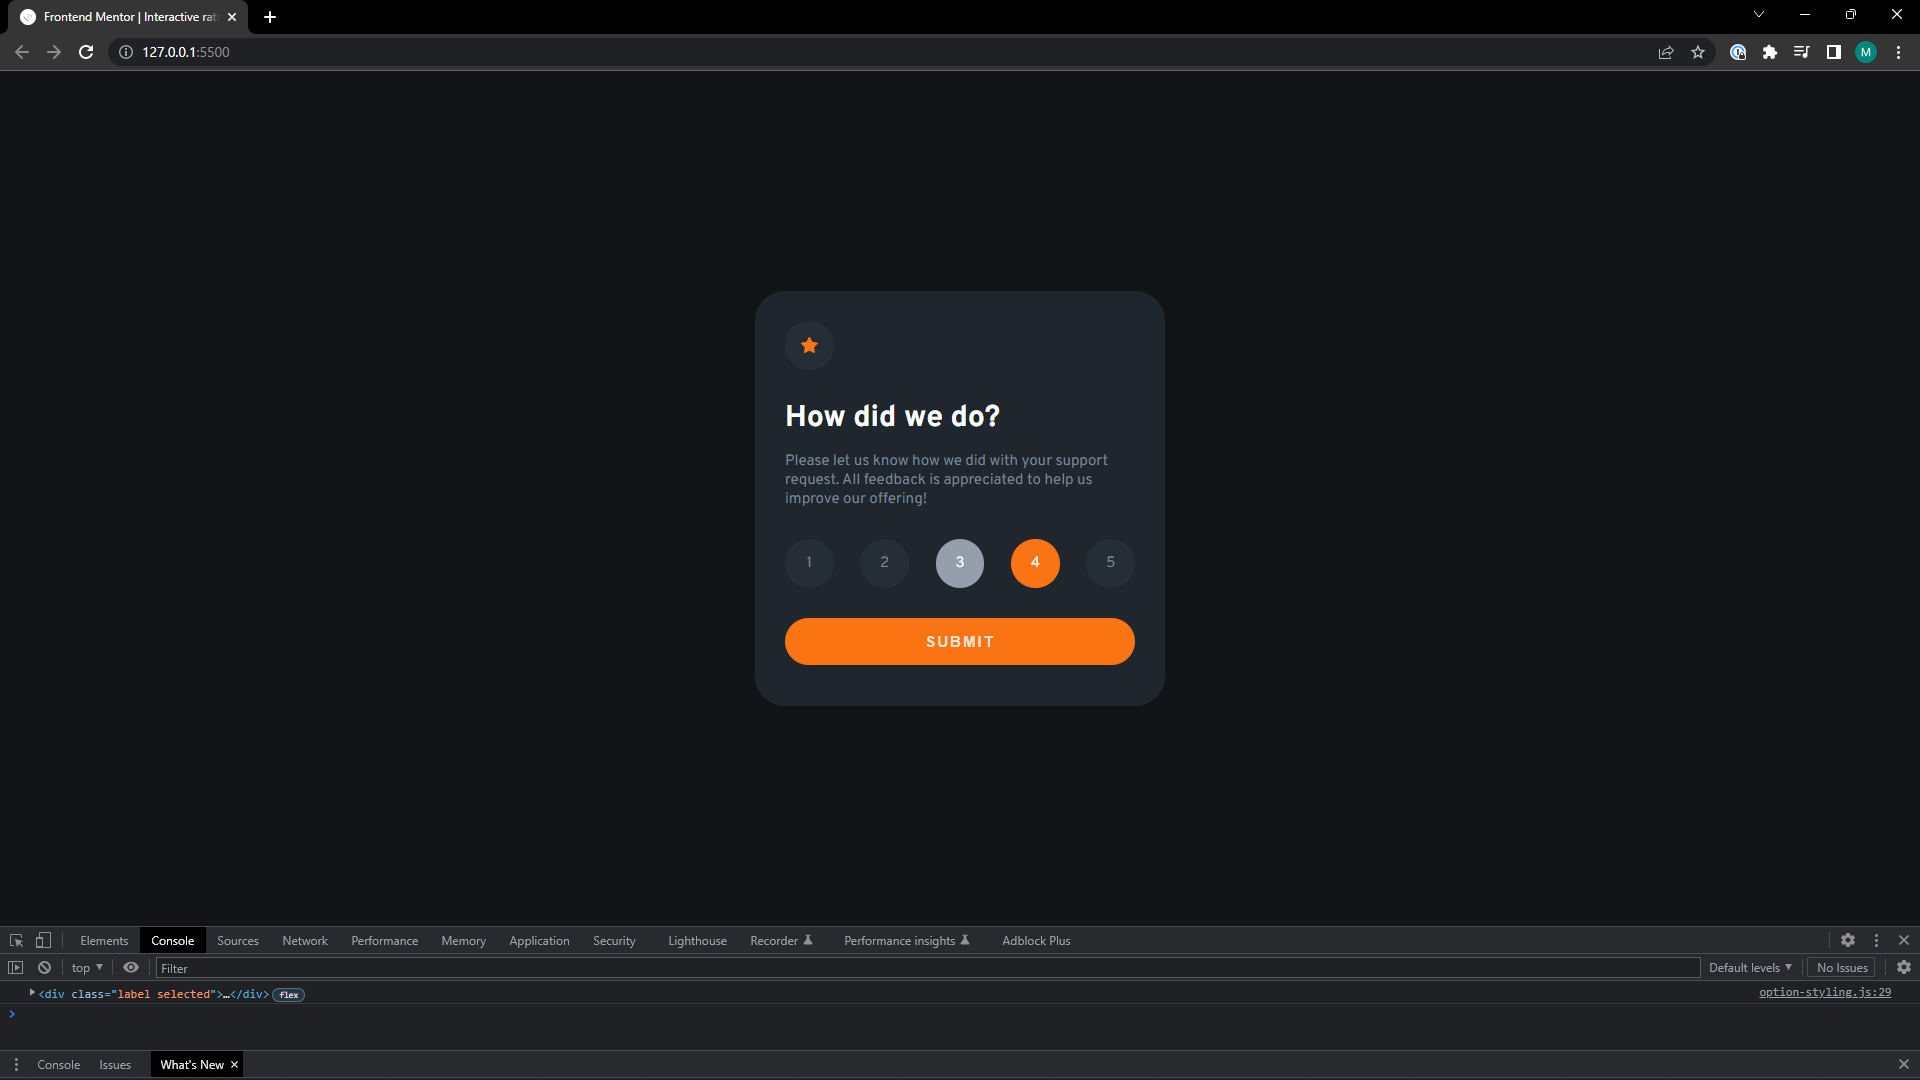 Frontend Mentor | Interactive rat
127.0.0.1:5500
M
How did we do?
Please let us know how we did with your support
request. All feedback is appreciated to help us
improve our offering!
1 2 3 4 5
SUBMIT
Elements Console Sources Network Performance Memory Application Security Lighthouse Recorder Performance insights Adblock Plus
top Filter Default levels No Issues
<div class="label selected">…</div> flex option-styling.js:29
Console Issues What's New